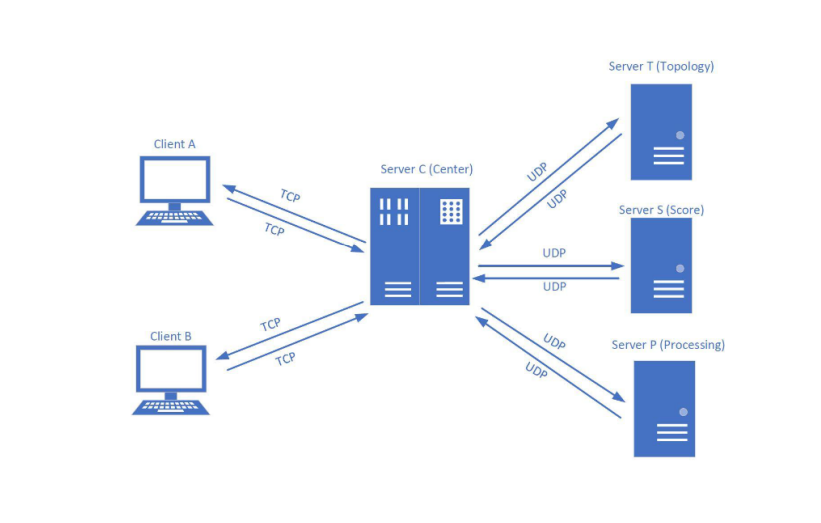 Server T (Topology)
Client A
Server C (Center)
TCP
TCP
UDP
UDP
Server S (Score)
UDP
UDP
Client B
TCP
TCP
Server P (Processing)
UDP
UDP